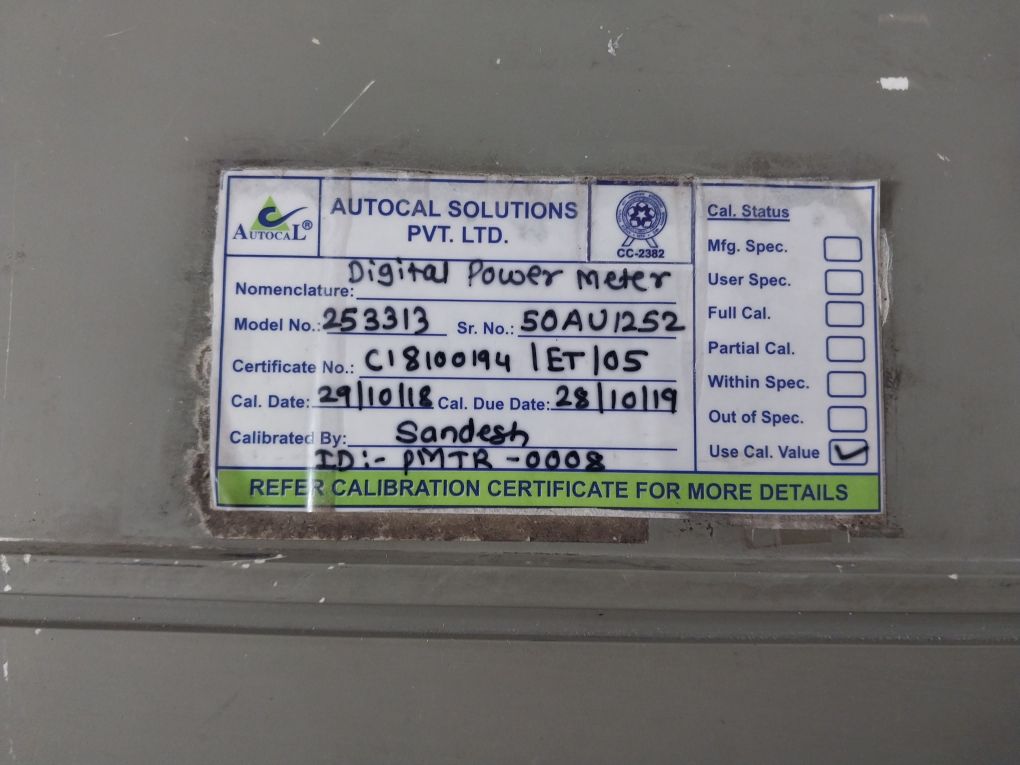 AUTOCAL®
AUTOCAL SOLUTIONS
PVT. LTD.
CC-2382
Nomenclature: Digital Power Meter
Model No.: 253313 Sr. No.: 50AU1252
Certificate No.: C18100194 /ET/05
Cal. Date: 29/10/18 Cal. Due Date: 28/10/19
Calibrated By: Sandesh
ID:- PMTR -0008
Cal. Status
Mfg. Spec.
User Spec.
Full Cal.
Partial Cal.
Within Spec.
Out of Spec.
Use Cal. Value ✓
REFER CALIBRATION CERTIFICATE FOR MORE DETAILS